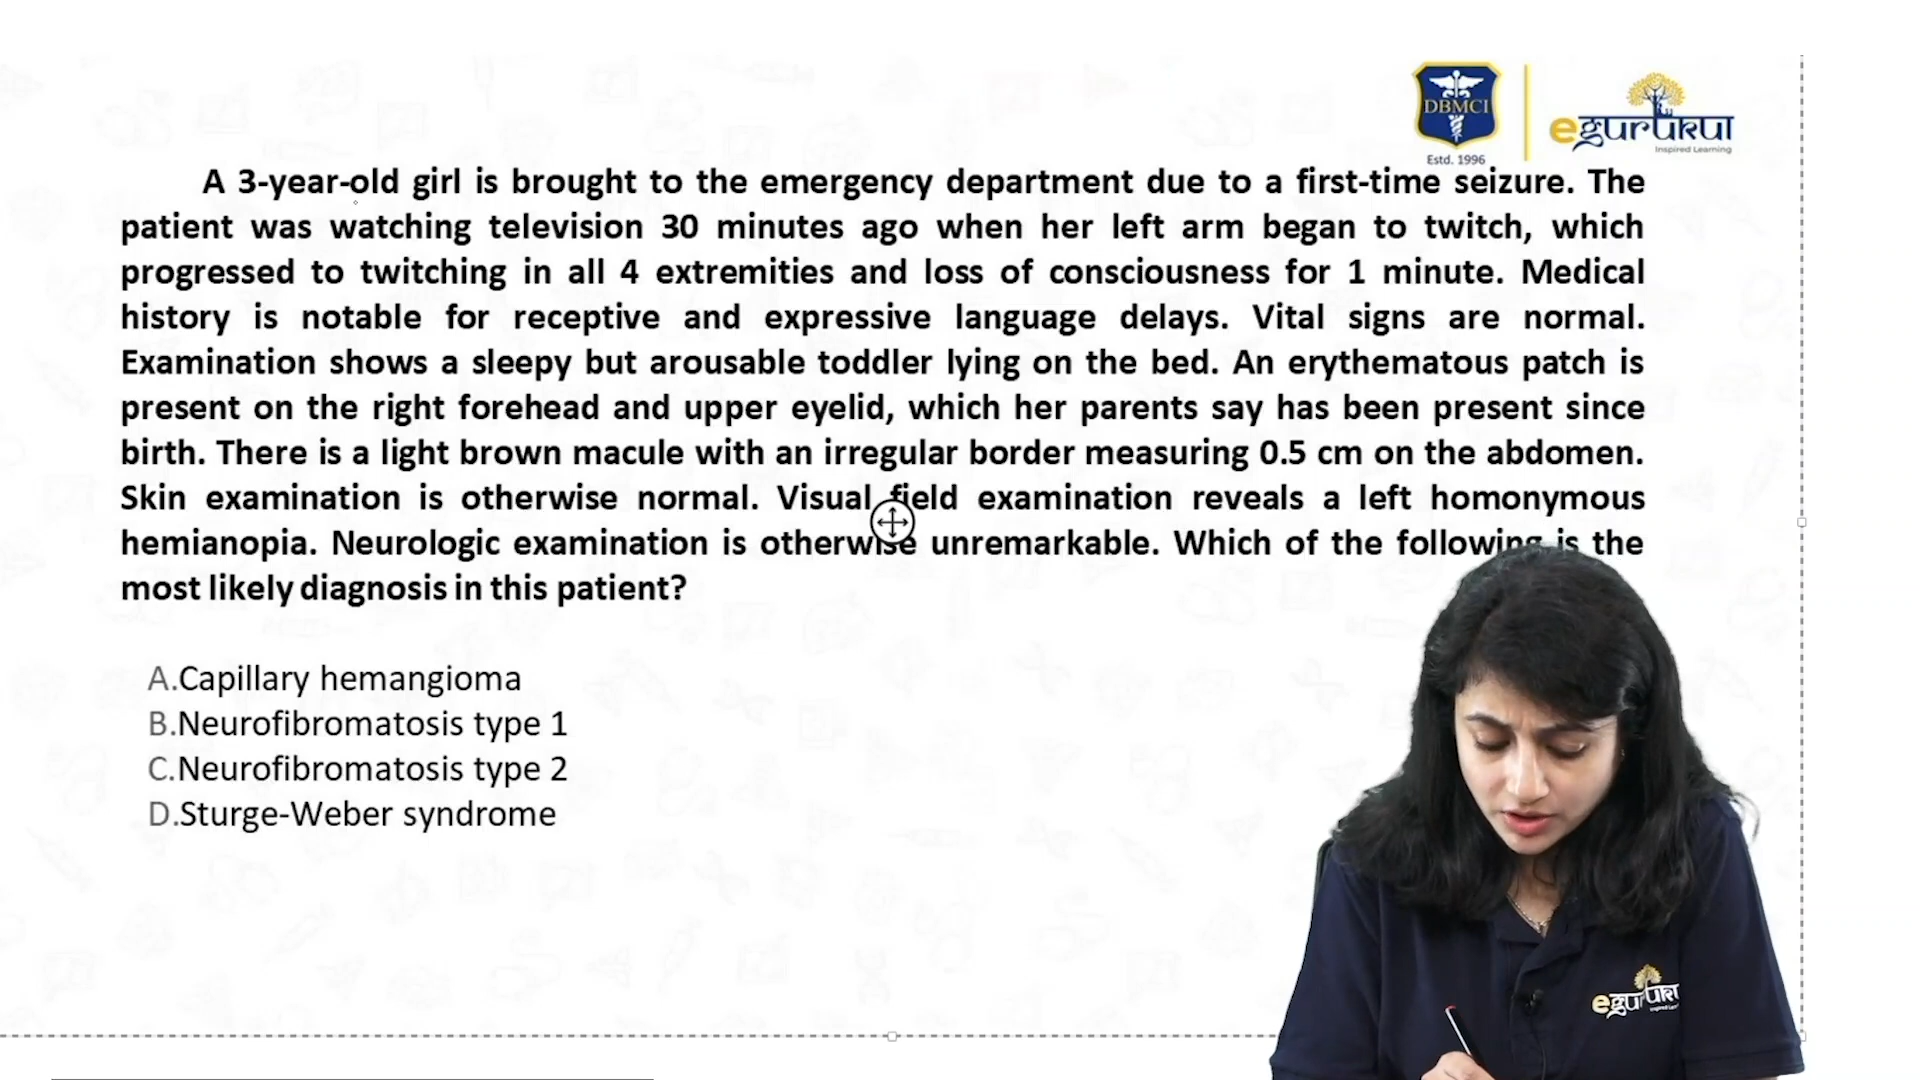 DBMCI
Estd. 1996
egurukul
Inspired Learning
A 3-year-old girl is brought to the emergency department due to a first-time seizure. The
patient was watching television 30 minutes ago when her left arm began to twitch, which
progressed to twitching in all 4 extremities and loss of consciousness for 1 minute. Medical
history is notable for receptive and expressive language delays. Vital signs are normal.
Examination shows a sleepy but arousable toddler lying on the bed. An erythematous patch is
present on the right forehead and upper eyelid, which her parents say has been present since
birth. There is a light brown macule with an irregular border measuring 0.5 cm on the abdomen.
Skin examination is otherwise normal. Visual field examination reveals a left homonymous
hemianopia. Neurologic examination is otherwise unremarkable. Which of the following is the
most likely diagnosis in this patient?
A.Capillary hemangioma
B.Neurofibromatosis type 1
C.Neurofibromatosis type 2
D.Sturge-Weber syndrome
egurukul